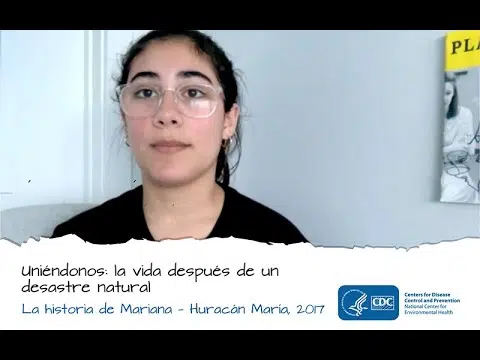 PLA
Uniéndonos: la vida después de un
desastre natural
La historia de Mariana - Huracán María, 2017
CDC
Centers for Disease
Control and Prevention
National Center for
Environmental Health